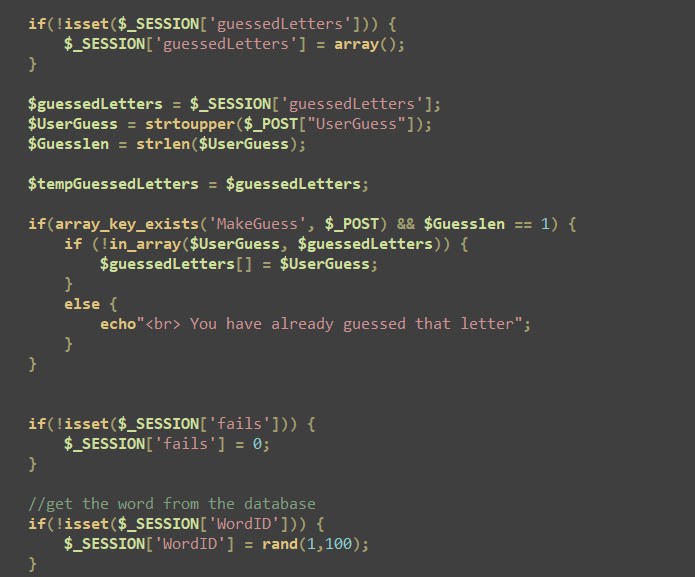 if(!isset($_SESSION['guessedLetters'])) {
    $_SESSION['guessedLetters'] = array();
}

$guessedLetters = $_SESSION['guessedLetters'];
$UserGuess = strtoupper($_POST["UserGuess"]);
$Guesslen = strlen($UserGuess);

$tempGuessedLetters = $guessedLetters;

if(array_key_exists('MakeGuess', $_POST) && $Guesslen == 1) {
    if (!in_array($UserGuess, $guessedLetters)) {
        $guessedLetters[] = $UserGuess;
    }
    else {
        echo"<br> You have already guessed that letter";
    }
}


if(!isset($_SESSION['fails'])) {
    $_SESSION['fails'] = 0;
}

//get the word from the database
if(!isset($_SESSION['WordID'])) {
    $_SESSION['WordID'] = rand(1,100);
}